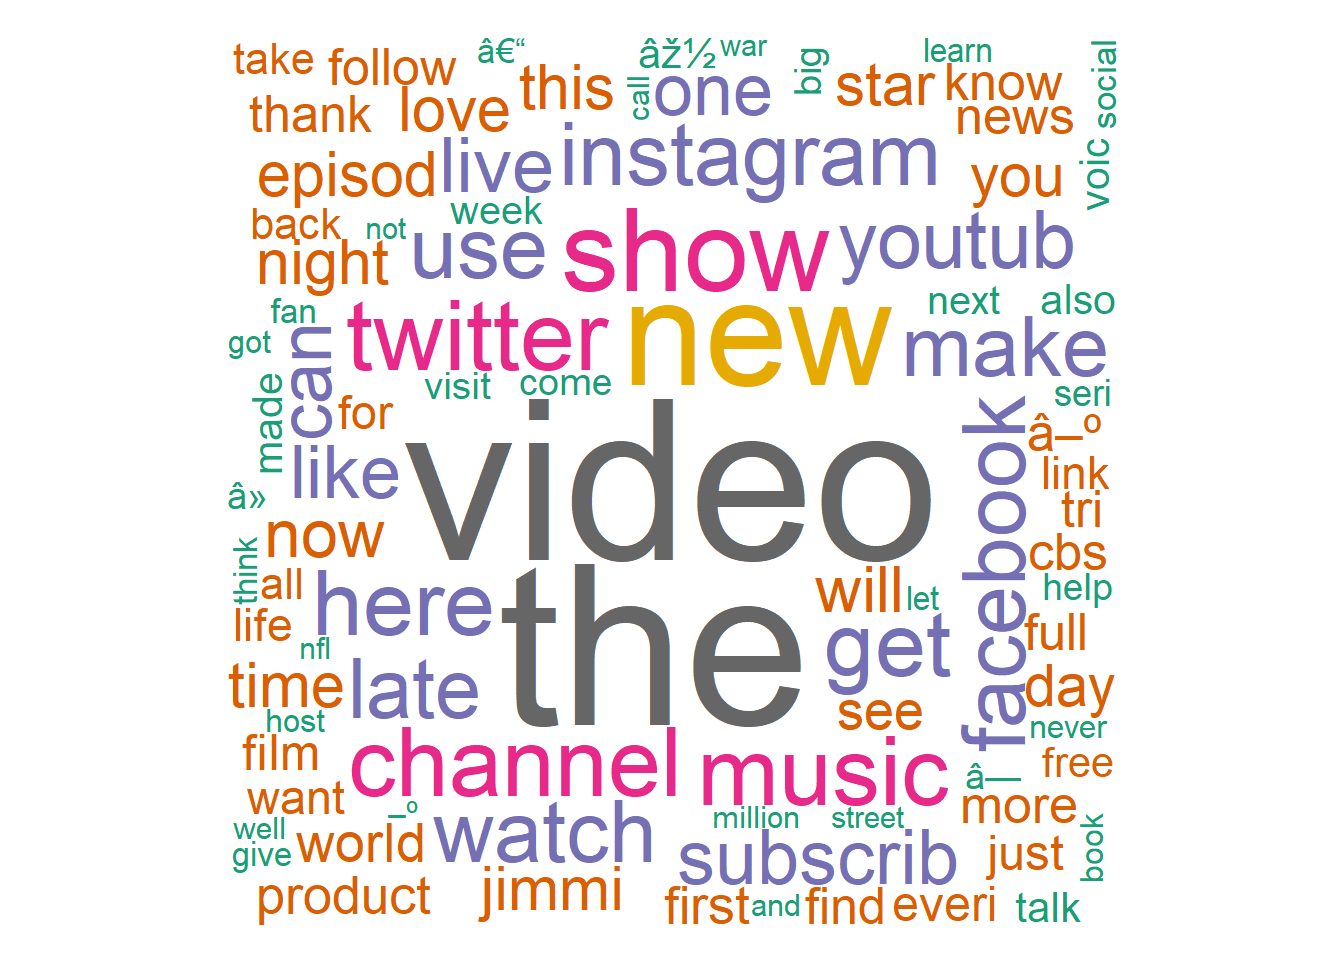 take follow â€“ âž½ war big learn social
thank love this call one star know news
episod live instagram you voic
back not week use show youtub
night fan twitter new next also
got can visit come make seri
made for video facebook â–º
like link
â» now tri
think all here the will let cbs help
life nfl get full
time late see day
host never
film channel music â— free
want –º more
well world watch million street subscrib just book
give
product jimmi first and find everi talk